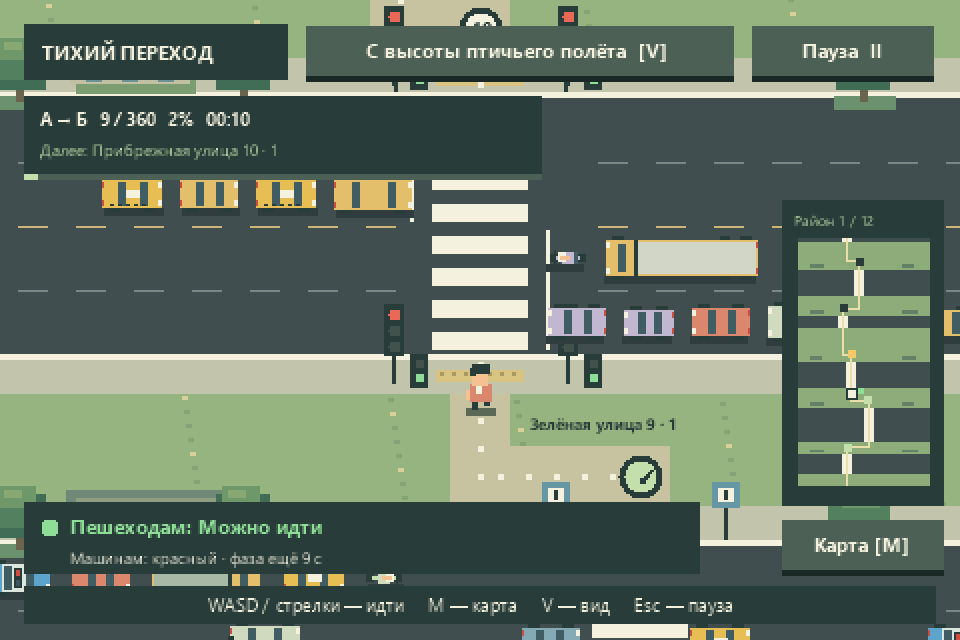 ТИХИЙ ПЕРЕХОД
С высоты птичьего полёта [V]
Пауза II
А — Б 9 / 360 2% 00:10
Далее: Прибрежная улица 10 · 1
Район 1 / 12
Зелёная улица 9 · 1
Пешеходам: Можно идти
Машинам: красный · фаза ещё 9 с
Карта [M]
WASD / стрелки — идти M — карта V — вид Esc — пауза